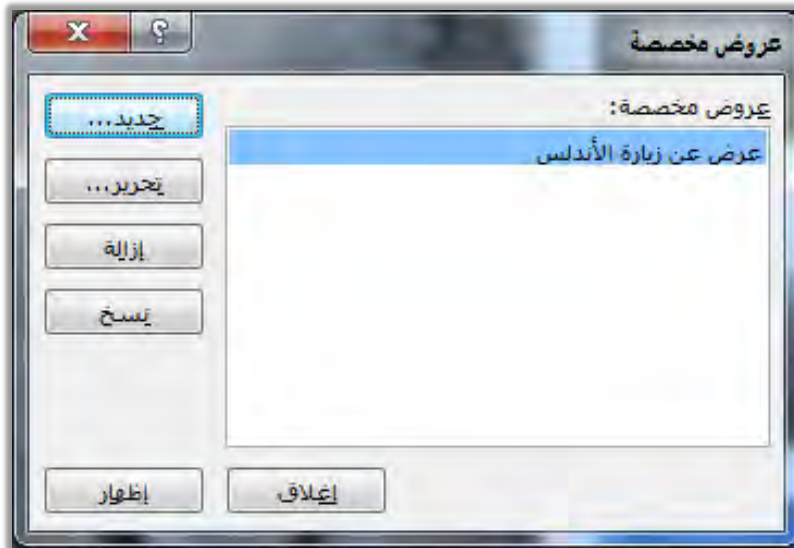 عروض مخصصة
عروض مخصصة:
عرض عن زيارة الأندلس
جديد...
تحرير...
إزالة
نسخ
إغلاق
إظهار